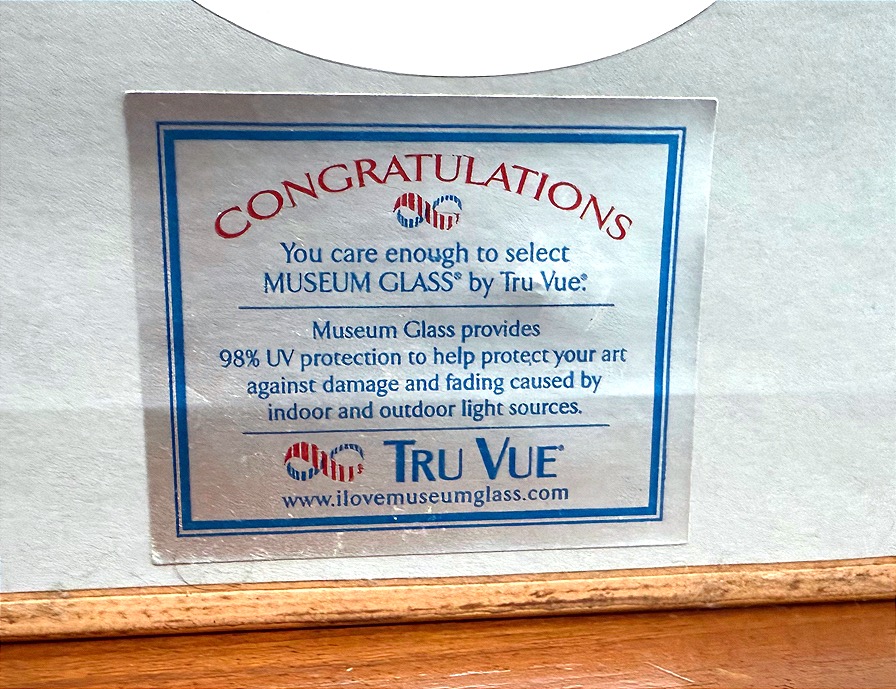 CONGRATULATIONS
You care enough to select
MUSEUM GLASS® by Tru Vue.®
Museum Glass provides
98% UV protection to help protect your art
against damage and fading caused by
indoor and outdoor light sources.
TRU VUE®
www.ilovemuseumglass.com